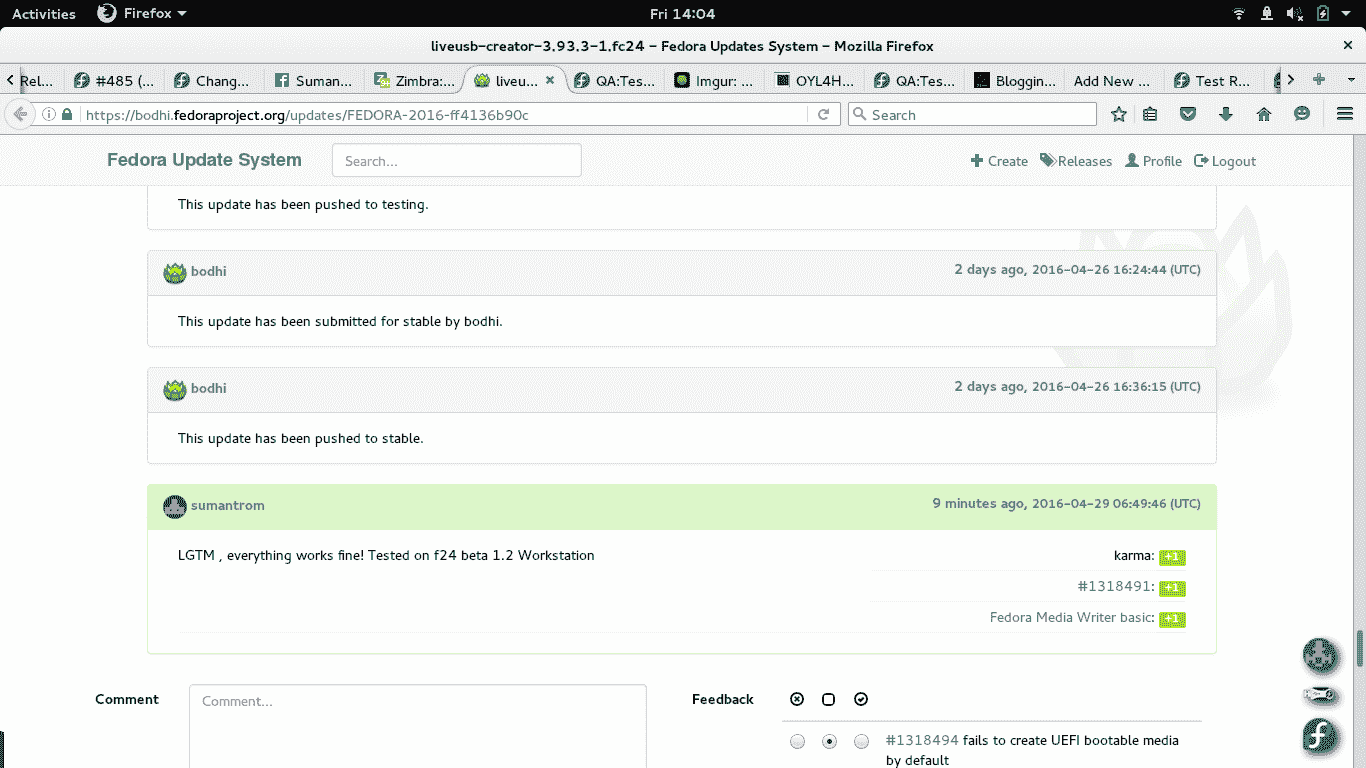 Activities Firefox Fri 14:04
liveusb-creator-3.93.3-1.fc24 - Fedora Updates System - Mozilla Firefox
Rel... #485 (... Chang... Suman... Zimbra:... liveu... QA:Tes... Imgur: ... OYL4H... QA:Tes... Bloggin... Add New ... Test R...
https://bodhi.fedoraproject.org/updates/FEDORA-2016-ff4136b90c Search
Fedora Update System Search... Create Releases Profile Logout
This update has been pushed to testing.
bodhi 2 days ago, 2016-04-26 16:24:44 (UTC)
This update has been submitted for stable by bodhi.
bodhi 2 days ago, 2016-04-26 16:36:15 (UTC)
This update has been pushed to stable.
sumantrom 9 minutes ago, 2016-04-29 06:49:46 (UTC)
LGTM , everything works fine! Tested on f24 beta 1.2 Workstation karma: +1
#1318491: +1
Fedora Media Writer basic: +1
Comment Comment... Feedback
#1318494 fails to create UEFI bootable media
by default